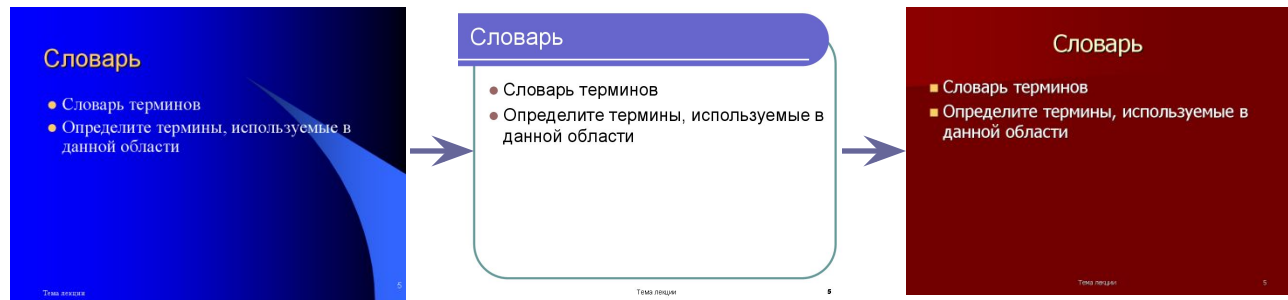 Словарь
Словарь терминов
Определите термины, используемые в
данной области
Тема лекции
5
Словарь
Словарь терминов
Определите термины, используемые в
данной области
Тема лекции
5
Словарь
Словарь терминов
Определите термины, используемые в
данной области
Тема лекции
5